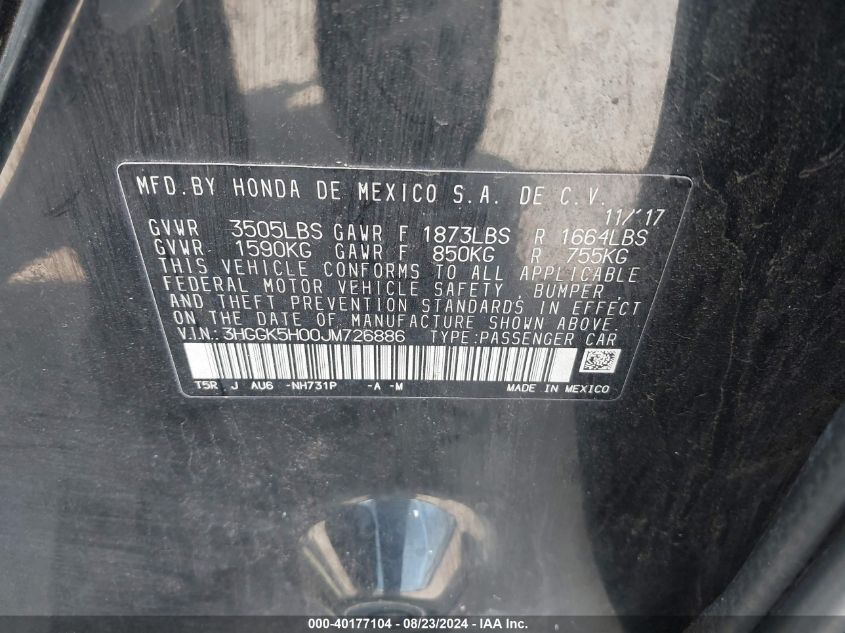 MFD. BY HONDA DE MEXICO S.A. DE C.V.
11/'17
GVWR 3505LBS GAWR F 1873LBS R 1664LBS
GVWR 1590KG GAWR F 850KG R 755KG
THIS VEHICLE CONFORMS TO ALL APPLICABLE
FEDERAL MOTOR VEHICLE SAFETY, BUMPER,
AND THEFT PREVENTION STANDARDS IN EFFECT
ON THE DATE OF MANUFACTURE SHOWN ABOVE.
V.I.N.: 3HGGK5H00JM726886 TYPE:PASSENGER CAR
T5R J AU6 -NH731P -A -M MADE IN MEXICO
000-40177104 - 08/23/2024 - IAA Inc.